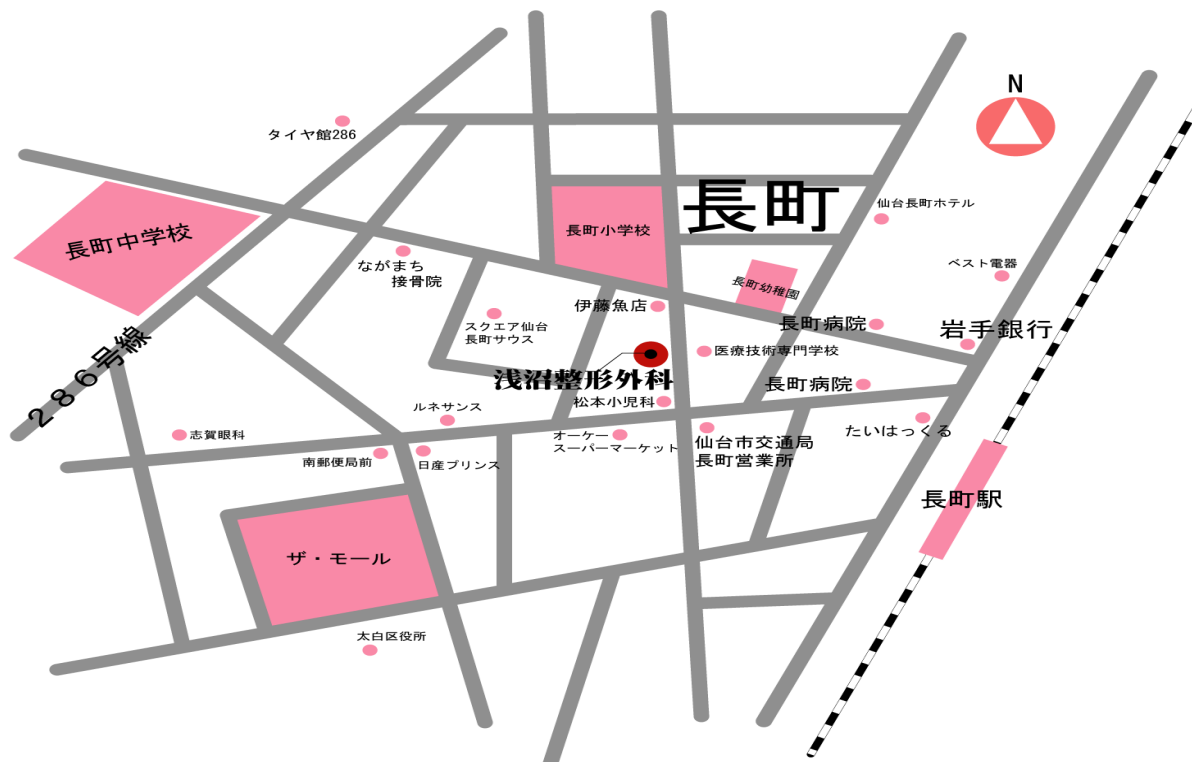 N
タイヤ館286
長町
仙台長町ホテル
長町小学校
長町中学校
ながまち
接骨院
ベスト電器
長町幼稚園
伊藤魚店
スクエア仙台
長町サウス
長町病院
岩手銀行
医療技術専門学校
286号線
浅沼整形外科
長町病院
松本小児科
ルネサンス
志賀眼科
オーケー
スーパーマーケット
仙台市交通局
長町営業所
たいはっくる
南郵便局前
日産プリンス
長町駅
ザ・モール
太白区役所